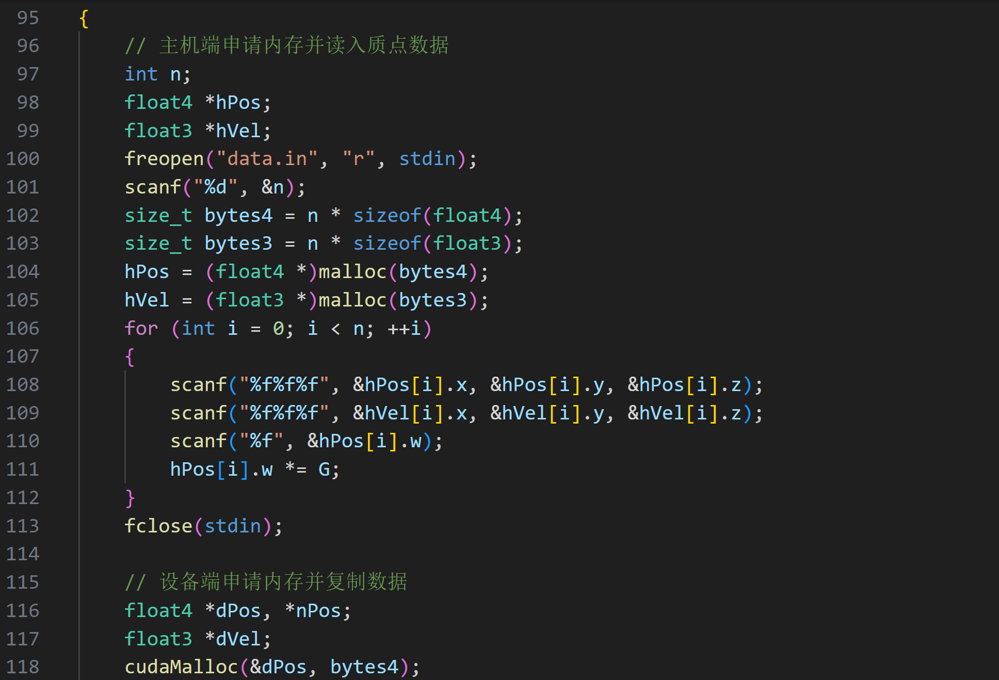 95 {
96 // 主机端申请内存并读入质点数据
97 int n;
98 float4 *hPos;
99 float3 *hVel;
100 freopen("data.in", "r", stdin);
101 scanf("%d", &n);
102 size_t bytes4 = n * sizeof(float4);
103 size_t bytes3 = n * sizeof(float3);
104 hPos = (float4 *)malloc(bytes4);
105 hVel = (float3 *)malloc(bytes3);
106 for (int i = 0; i < n; ++i)
107 {
108 scanf("%f%f%f", &hPos[i].x, &hPos[i].y, &hPos[i].z);
109 scanf("%f%f%f", &hVel[i].x, &hVel[i].y, &hVel[i].z);
110 scanf("%f", &hPos[i].w);
111 hPos[i].w *= G;
112 }
113 fclose(stdin);
114
115 // 设备端申请内存并复制数据
116 float4 *dPos, *nPos;
117 float3 *dVel;
118 cudaMalloc(&dPos, bytes4);